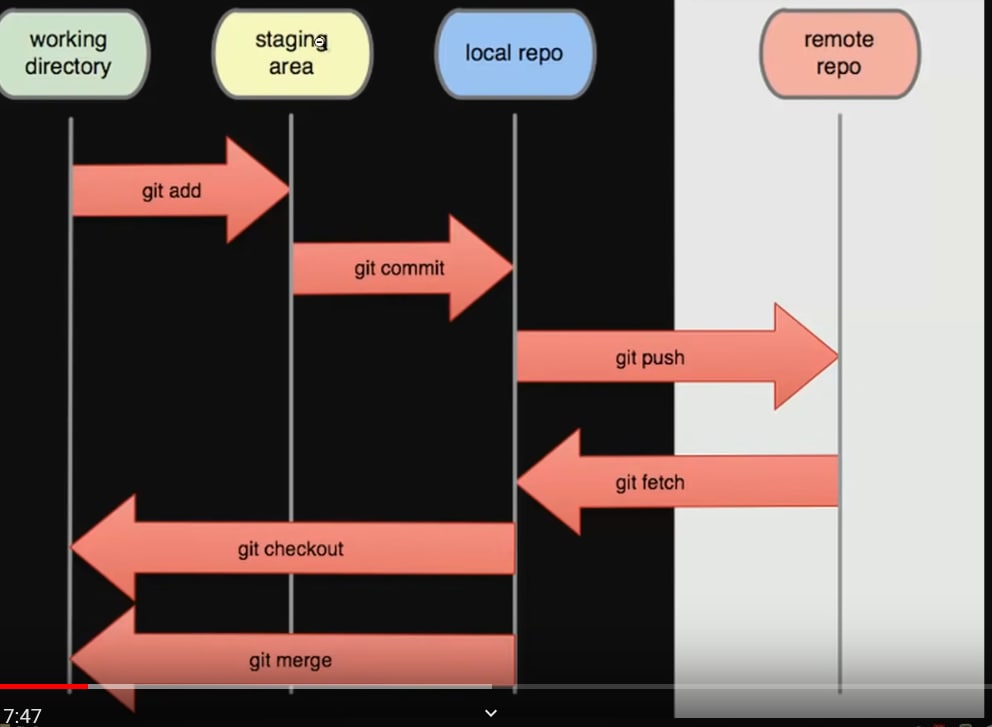 working
directory
staging
area
local repo
remote
repo
git add
git commit
git push
git fetch
git checkout
git merge
7:47